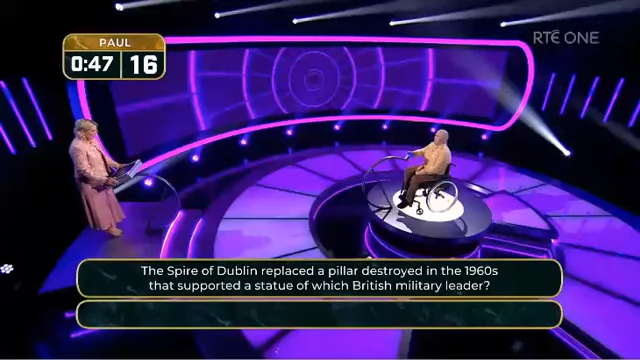 PAUL
0:47 16
RTÉ ONE
The Spire of Dublin replaced a pillar destroyed in the 1960s
that supported a statue of which British military leader?